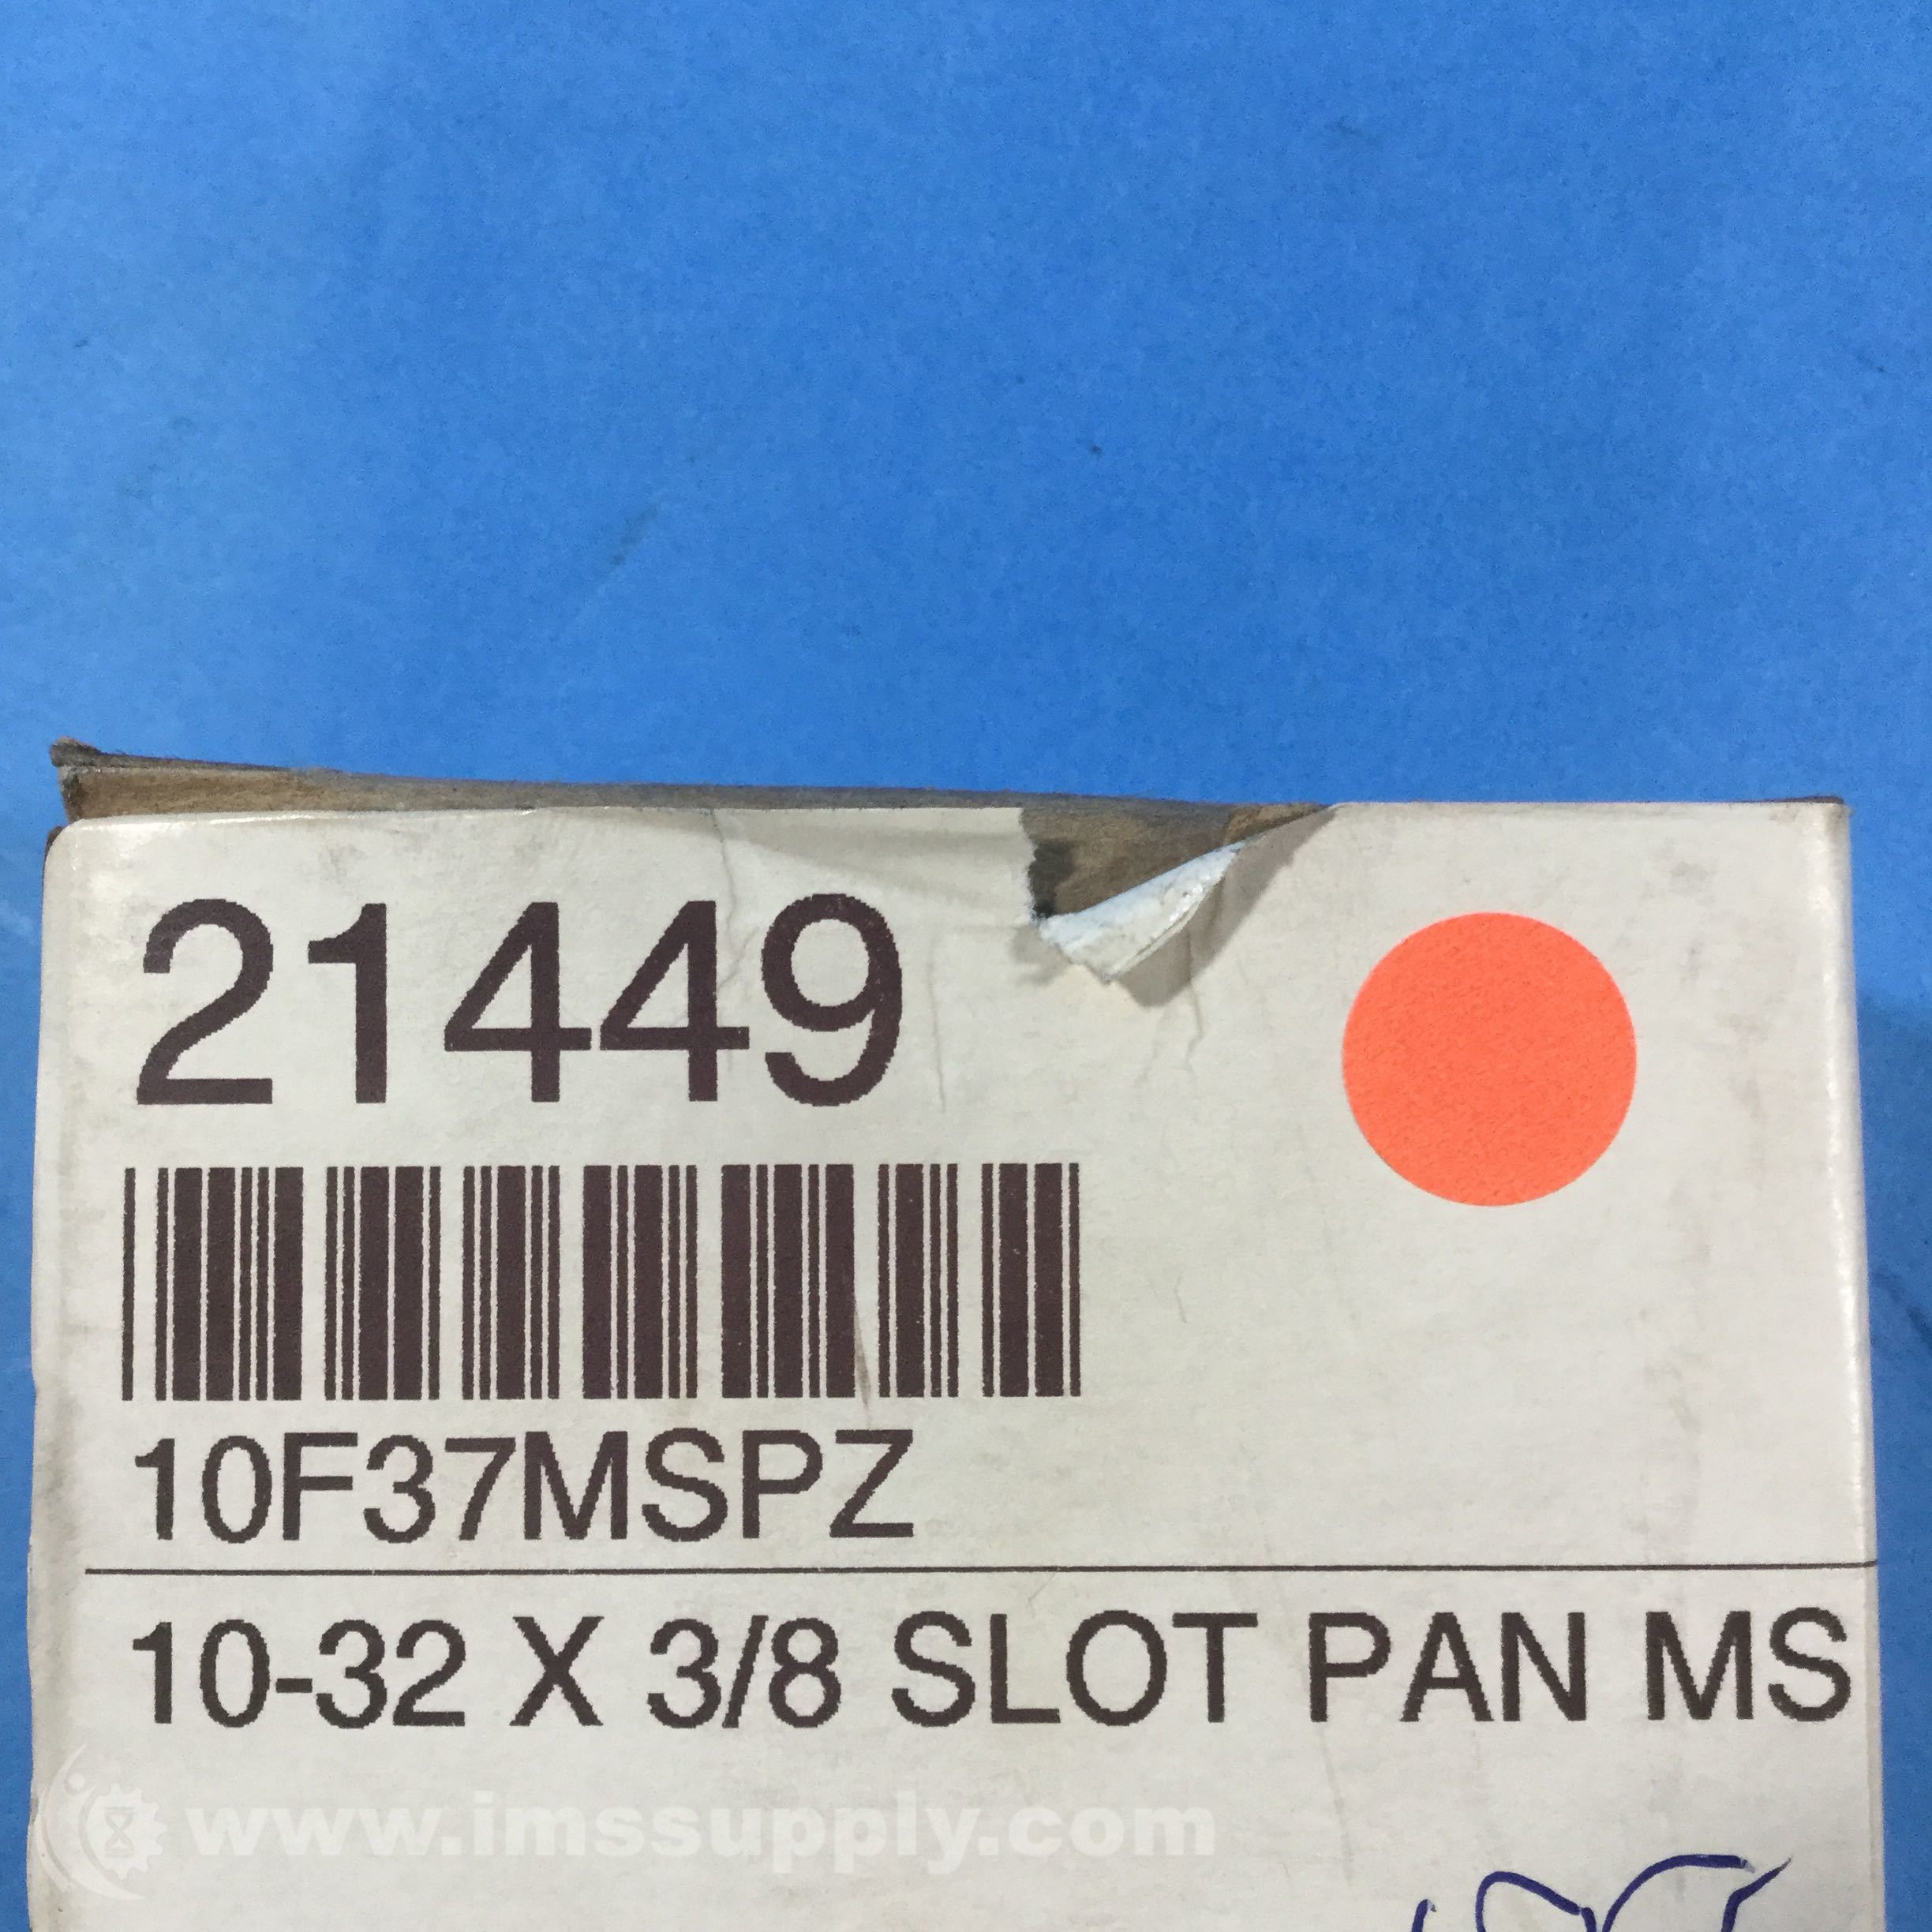 21449
10F37MSPZ
10-32 X 3/8 SLOT PAN MS
www.imssupply.com